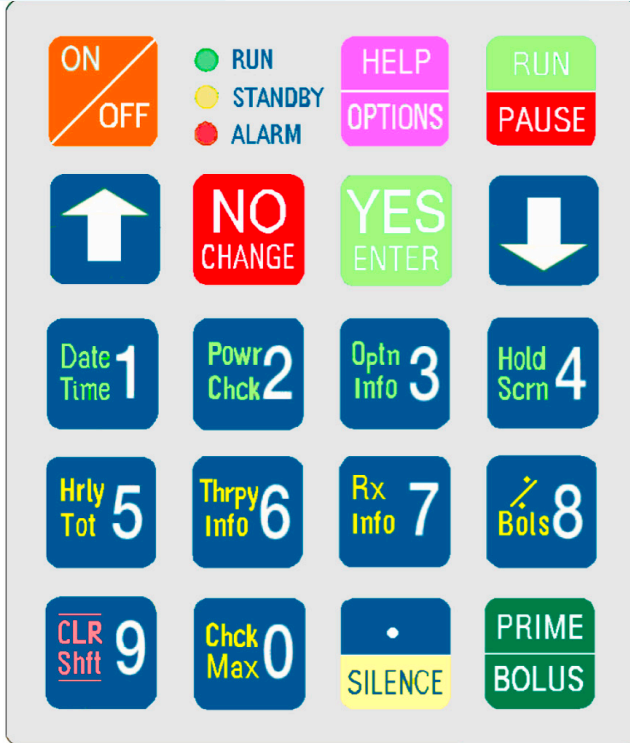 ON
OFF
RUN
STANDBY
ALARM
HELP
OPTIONS
RUN
PAUSE
NO
CHANGE
YES
ENTER
Date
Time 1
Powr
Chck 2
Optn
Info 3
Hold
Scrn 4
Hrly
Tot 5
Thrpy
Info 6
Rx
Info 7
⁒
Bols 8
CLR
Shft 9
Chck
Max 0
.
SILENCE
PRIME
BOLUS